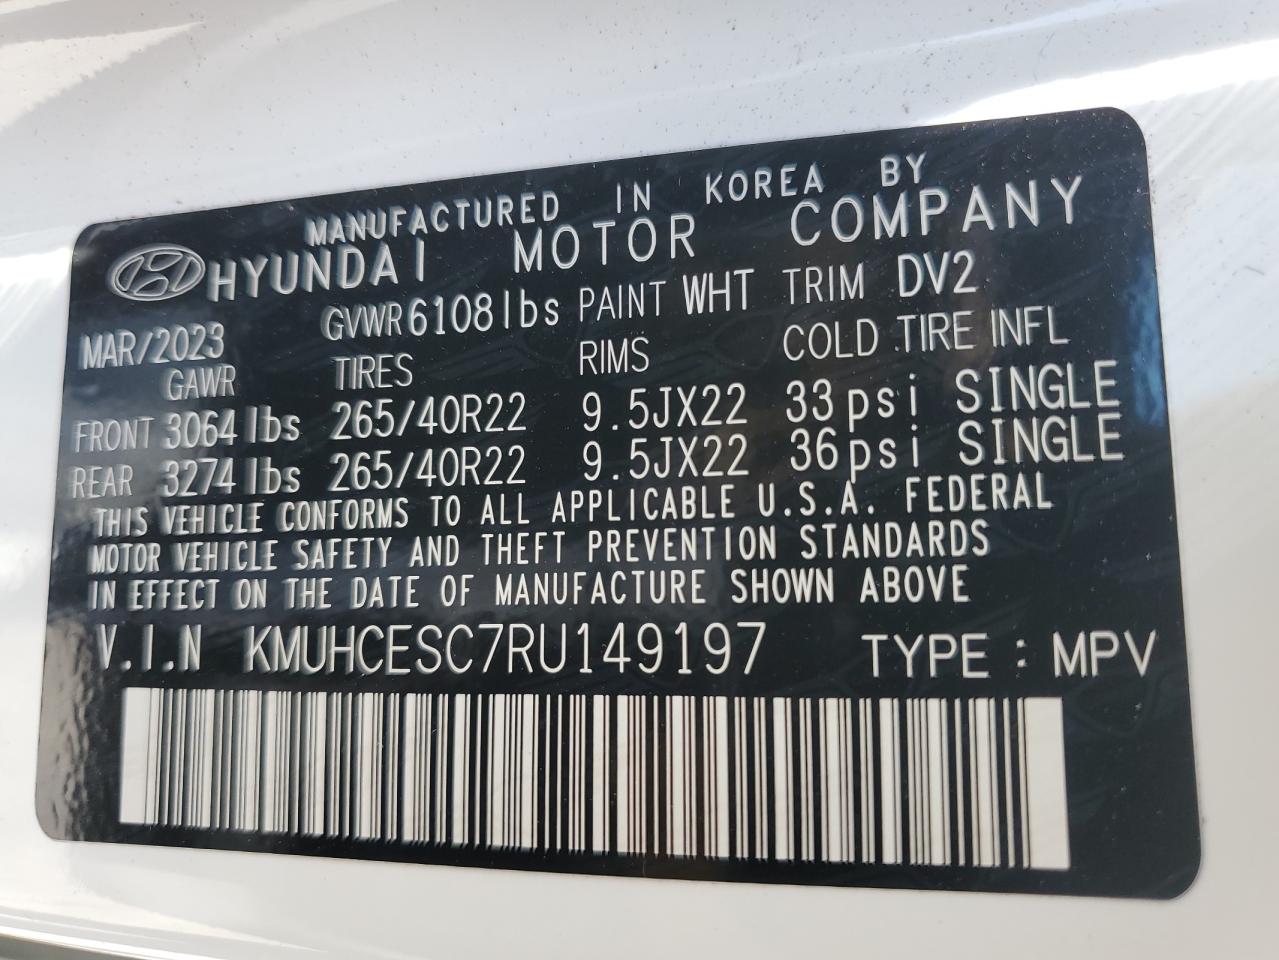 MANUFACTURED IN KOREA BY
HYUNDAI MOTOR COMPANY
MAR/2023 GVWR 6108lbs PAINT WHT TRIM DV2
GAWR TIRES RIMS COLD TIRE INFL
FRONT 3064lbs 265/40R22 9.5JX22 33psi SINGLE
REAR 3274lbs 265/40R22 9.5JX22 36psi SINGLE
THIS VEHICLE CONFORMS TO ALL APPLICABLE U.S.A. FEDERAL
MOTOR VEHICLE SAFETY AND THEFT PREVENTION STANDARDS
IN EFFECT ON THE DATE OF MANUFACTURE SHOWN ABOVE
V.I.N KMUHCESC7RU149197 TYPE : MPV